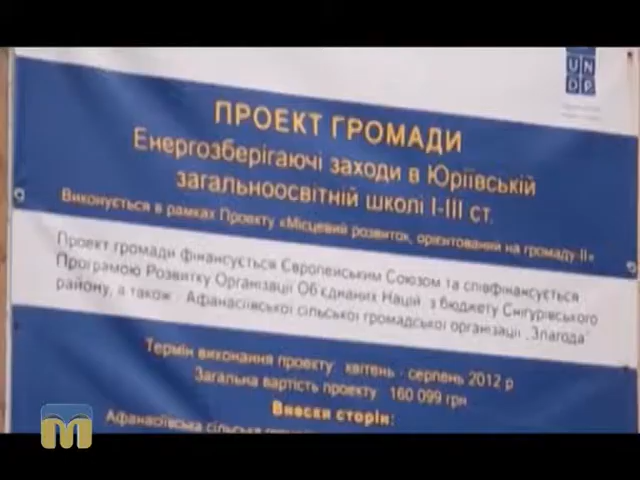 UN
DP
ПРОЕКТ ГРОМАДИ
Енергозберігаючі заходи в Юріївській
загальноосвітній школі І-ІІІ ст.
Виконується в рамках Проекту «Місцевий розвиток, орієнтований на громаду-ІІ»
Проект громади фінансується Європейським Союзом та співфінансується
Програмою Розвитку Організації Об'єднаних Націй, з бюджету Снігурівського
району, а також Афанасіївської сільської громадської організації „Злагода"
Термін виконання проекту: квітень - серпень 2012 р
Загальна вартість проекту 160 099 грн
Внески сторін:
Афанасіївська сільська
М